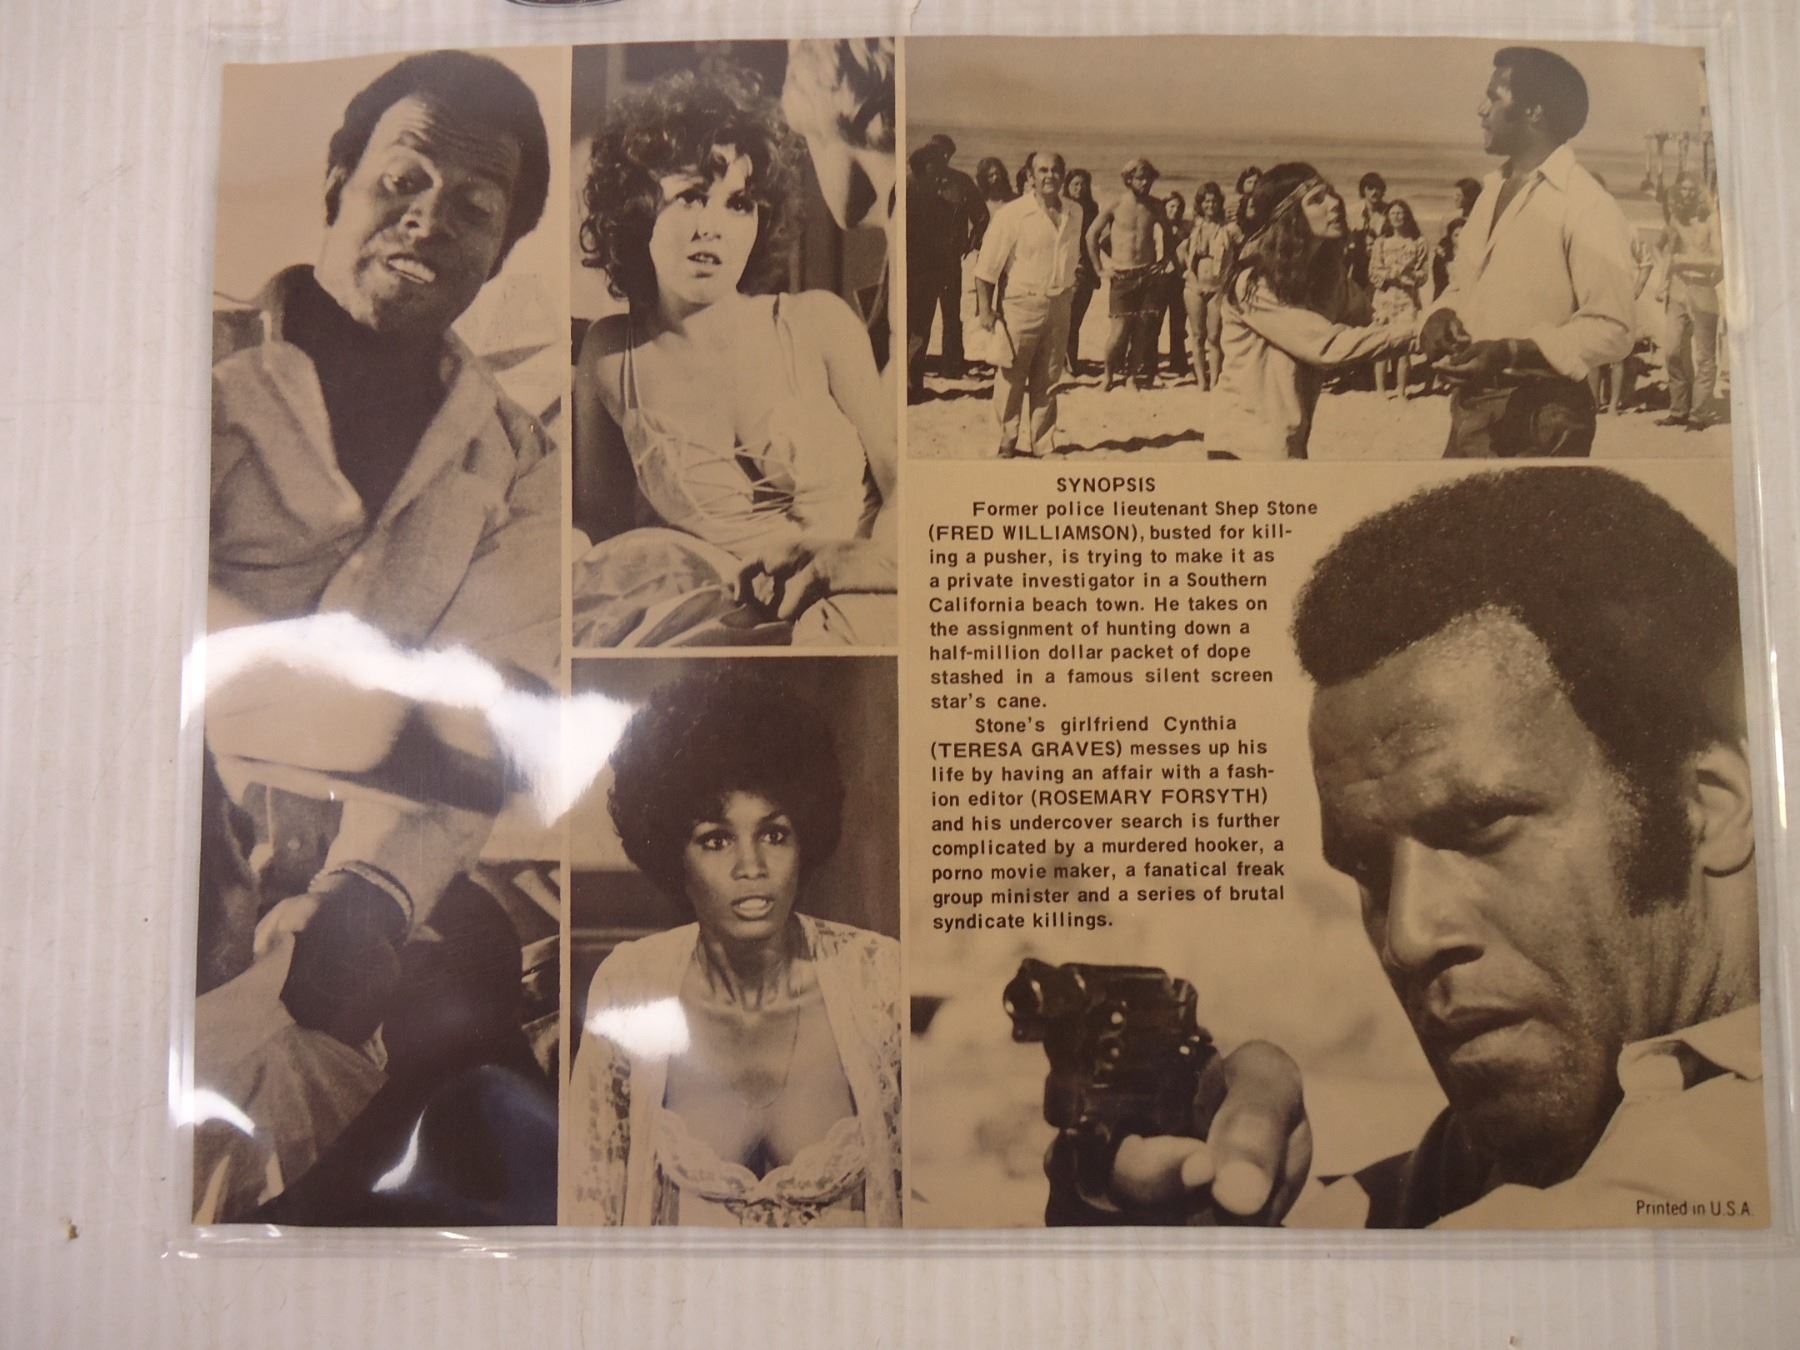 SYNOPSIS
Former police lieutenant Shep Stone
(FRED WILLIAMSON), busted for kill-
ing a pusher, is trying to make it as
a private investigator in a Southern
California beach town. He takes on
the assignment of hunting down a
half-million dollar packet of dope
stashed in a famous silent screen
star's cane.
Stone's girlfriend Cynthia
(TERESA GRAVES) messes up his
life by having an affair with a fash-
ion editor (ROSEMARY FORSYTH)
and his undercover search is further
complicated by a murdered hooker, a
porno movie maker, a fanatical freak
group minister and a series of brutal
syndicate killings.
Printed in U.S.A.